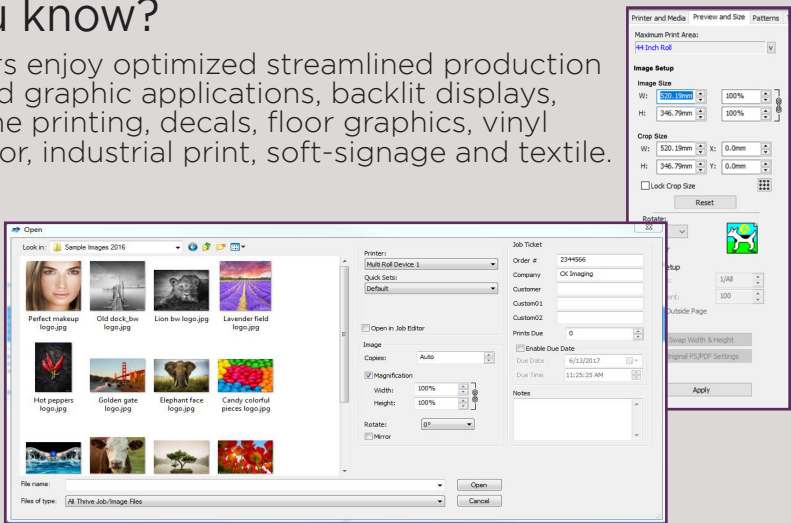 u know?
rs enjoy optimized streamlined production
d graphic applications, backlit displays,
ne printing, decals, floor graphics, vinyl
or, industrial print, soft-signage and textile.
Printer and Media Preview and Size Patterns
Maximum Print Area:
44 Inch Roll
Image Setup
Image Size
W: 520.19mm 100%
H: 346.79mm 100%
Crop Size
W: 520.19mm X: 0.0mm
H: 346.79mm Y: 0.0mm
Lock Crop Size
Reset
Rotate:
etup
1/All
ent: 100
Outside Page
Swap Width & Height
Original PS/PDF Settings
Apply
Open
Look in: Sample Images 2016
Perfect makeup logo.jpg
Old dock_bw logo.jpg
Lion bw logo.jpg
Lavender field logo.jpg
Hot peppers logo.jpg
Golden gate logo.jpg
Elephant face logo.jpg
Candy colorful pieces logo.jpg
File name:
Open
Files of type: All Thrive Job/Image Files
Cancel
Printer:
Multi Roll Device 1
Quick Sets:
Default
Open in Job Editor
Image
Copies: Auto
Magnification
Width: 100%
Height: 100%
Rotate: 0°
Mirror
Job Ticket
Order # 2344566
Company CK Imaging
Customer
Custom01
Custom02
Prints Due 0
Enable Due Date
Due Date 6/13/2017
Due Time 11:25:25 AM
Notes